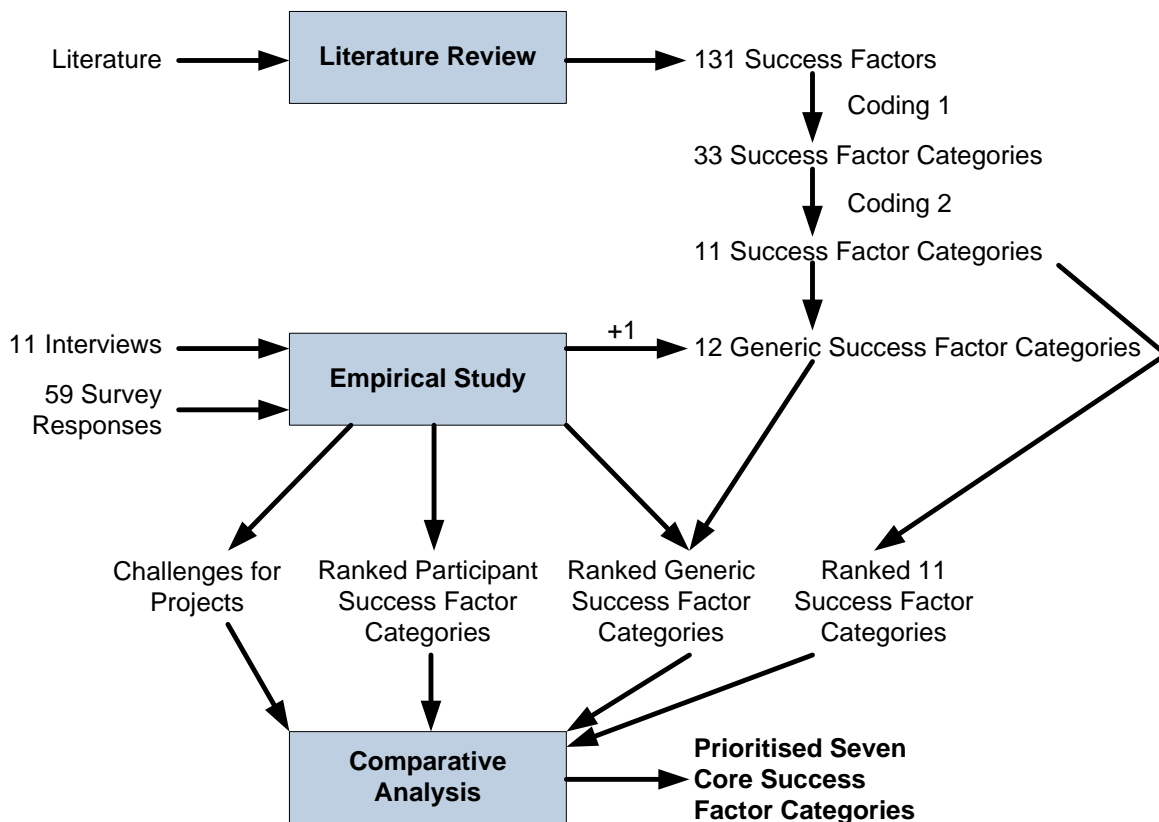 Literature
Literature Review
131 Success Factors
Coding 1
33 Success Factor Categories
Coding 2
11 Success Factor Categories
11 Interviews
59 Survey
Responses
Empirical Study
+1
12 Generic Success Factor Categories
Challenges for
Projects
Ranked Participant
Success Factor
Categories
Ranked Generic
Success Factor
Categories
Ranked 11
Success Factor
Categories
Comparative
Analysis
Prioritised Seven
Core Success
Factor Categories